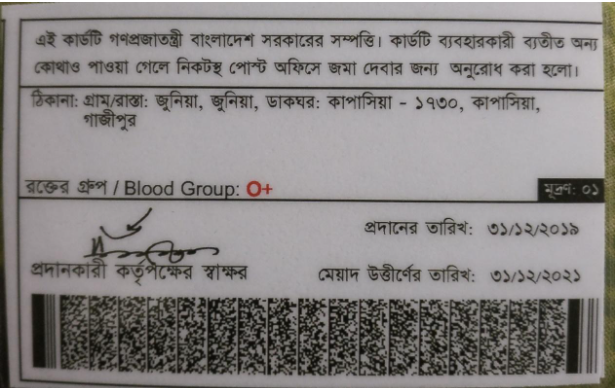 এই কার্ডটি গণপ্রজাতন্ত্রী বাংলাদেশ সরকারের সম্পত্তি। কার্ডটি ব্যবহারকারী ব্যতীত অন্য
কোথাও পাওয়া গেলে নিকটস্থ পোস্ট অফিসে জমা দেবার জন্য অনুরোধ করা হলো।
ঠিকানা: গ্রাম/রাস্তা: জুনিয়া, জুনিয়া, ডাকঘর: কাপাসিয়া - ১৭৩০, কাপাসিয়া,
গাজীপুর
রক্তের গ্রুপ / Blood Group: O+
মূদ্রণ: ০১
প্রদানের তারিখ: ৩১/১২/২০১৯
প্রদানকারী কর্তৃপক্ষের স্বাক্ষর
মেয়াদ উত্তীর্ণের তারিখ: ৩১/১২/২০২১